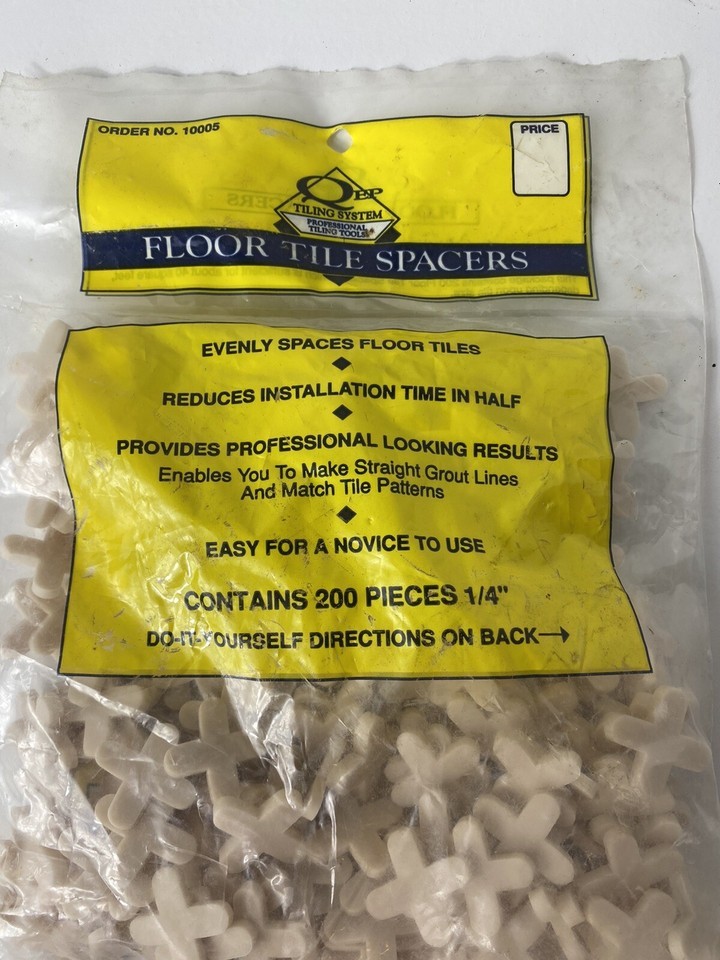 ORDER NO. 10005
PRICE
QEP
TILING SYSTEM
PROFESSIONAL
TILING TOOLS
FLOOR TILE SPACERS
EVENLY SPACES FLOOR TILES
REDUCES INSTALLATION TIME IN HALF
PROVIDES PROFESSIONAL LOOKING RESULTS
Enables You To Make Straight Grout Lines
And Match Tile Patterns
EASY FOR A NOVICE TO USE
CONTAINS 200 PIECES 1/4"
DO-IT-YOURSELF DIRECTIONS ON BACK→